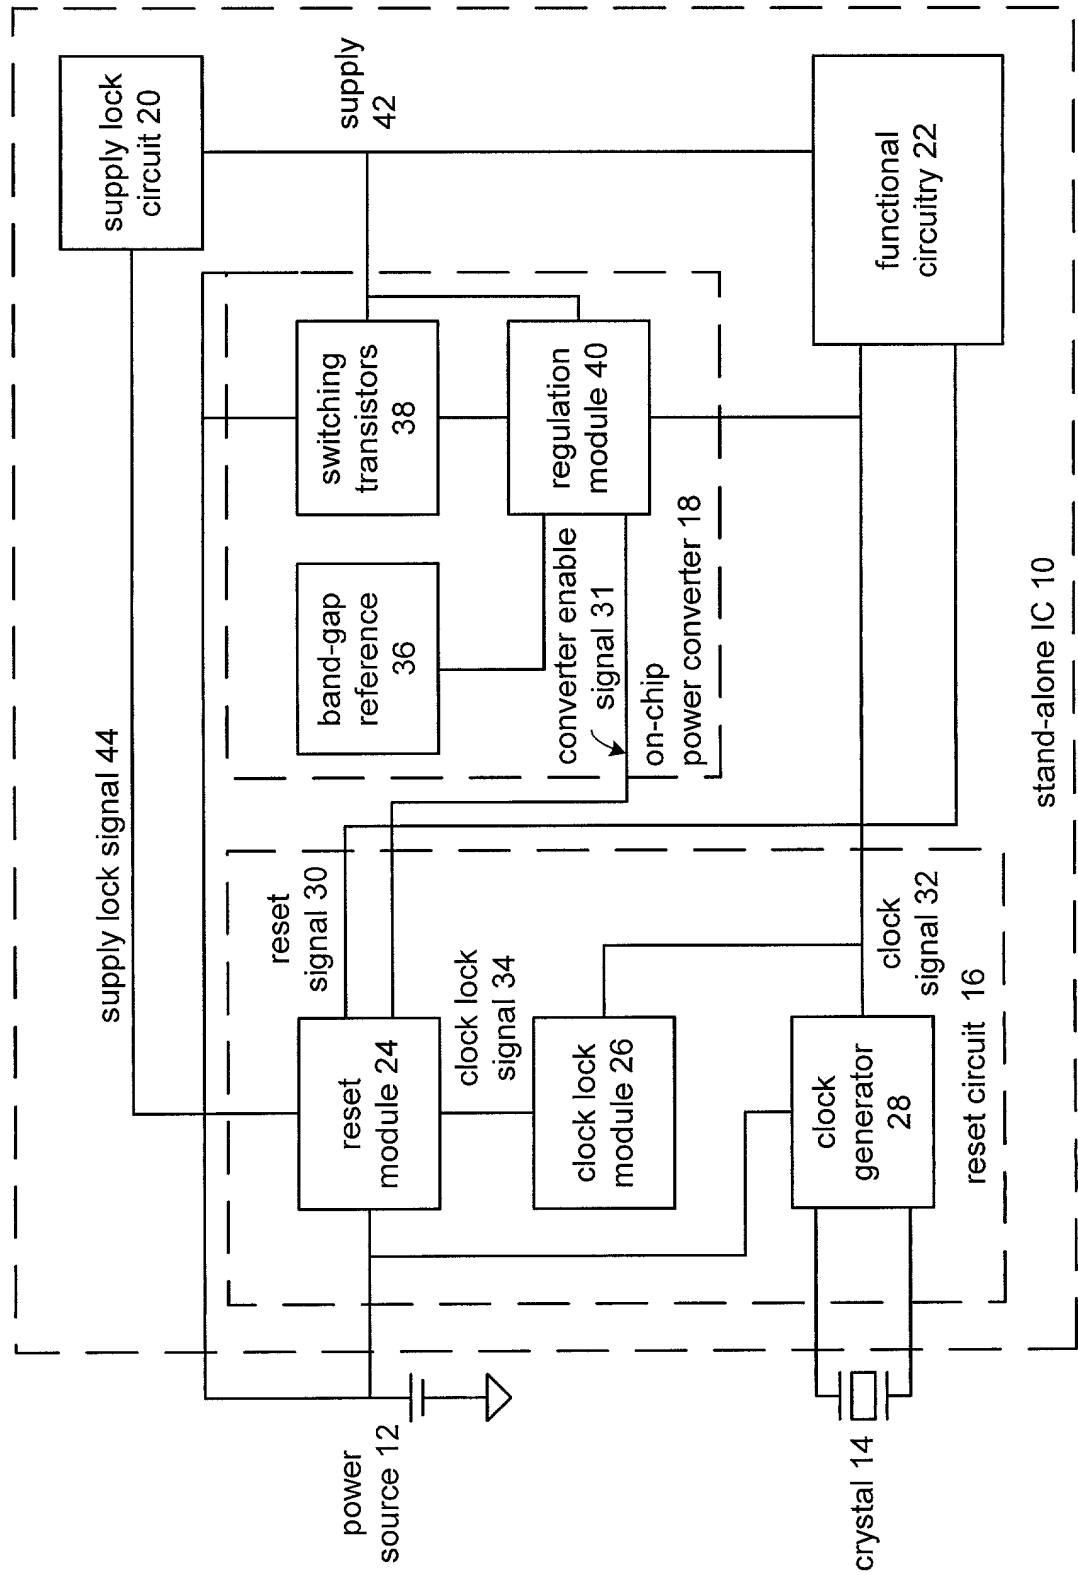 supply lock signal 44
supply lock
circuit 20
power
source 12
reset
signal 30
reset
module 24
clock lock
signal 34
clock lock
module 26
clock
generator
28
clock
signal 32
reset circuit 16
crystal 14
band-gap
reference
36
switching
transistors
38
converter enable
signal 31
regulation
module 40
on-chip
power converter 18
supply
42
functional
circuitry 22
stand-alone IC 10